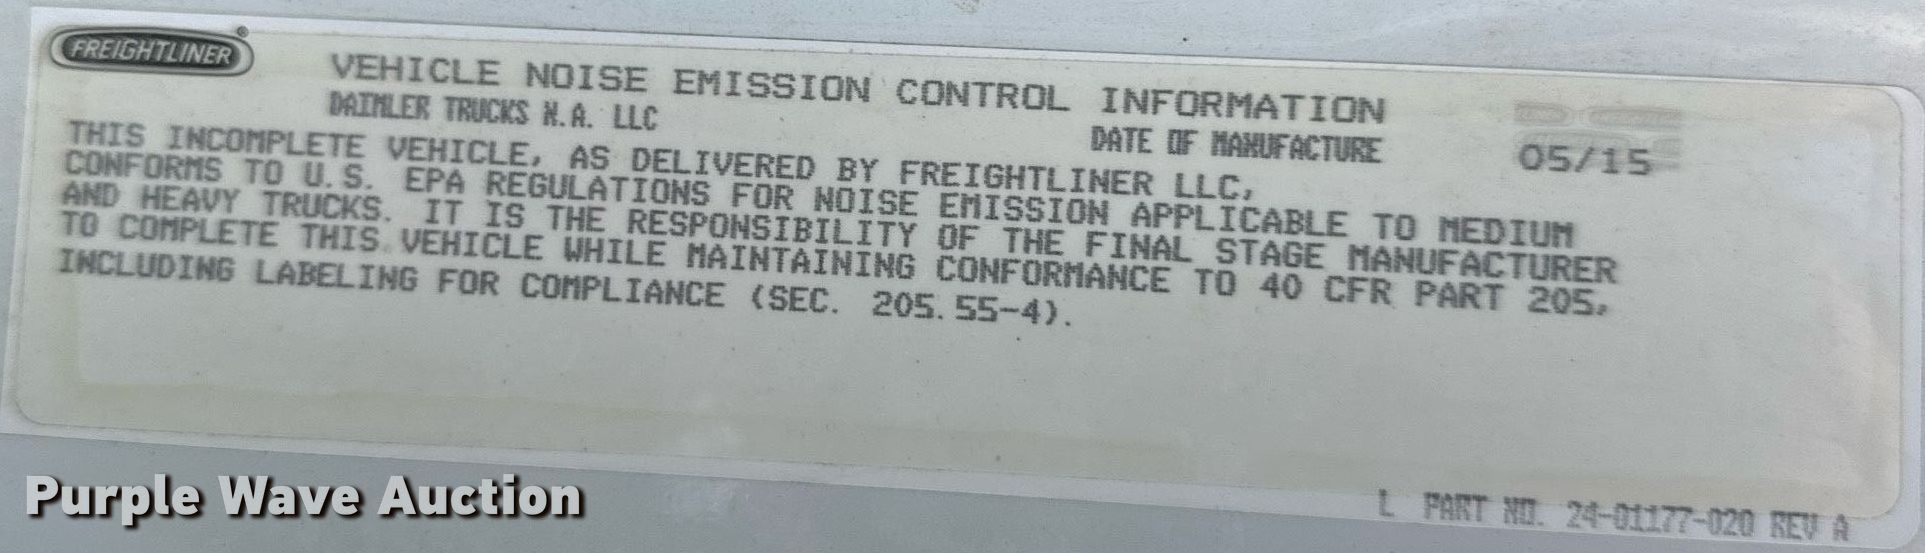 FREIGHTLINER®
VEHICLE NOISE EMISSION CONTROL INFORMATION
DAIMLER TRUCKS N.A. LLC
DATE OF MANUFACTURE 05/15
THIS INCOMPLETE VEHICLE, AS DELIVERED BY FREIGHTLINER LLC,
CONFORMS TO U.S. EPA REGULATIONS FOR NOISE EMISSION APPLICABLE TO MEDIUM
AND HEAVY TRUCKS. IT IS THE RESPONSIBILITY OF THE FINAL STAGE MANUFACTURER
TO COMPLETE THIS VEHICLE WHILE MAINTAINING CONFORMANCE TO 40 CFR PART 205,
INCLUDING LABELING FOR COMPLIANCE (SEC. 205.55-4).
L PART NO. 24-01177-020 REV A
Purple Wave Auction